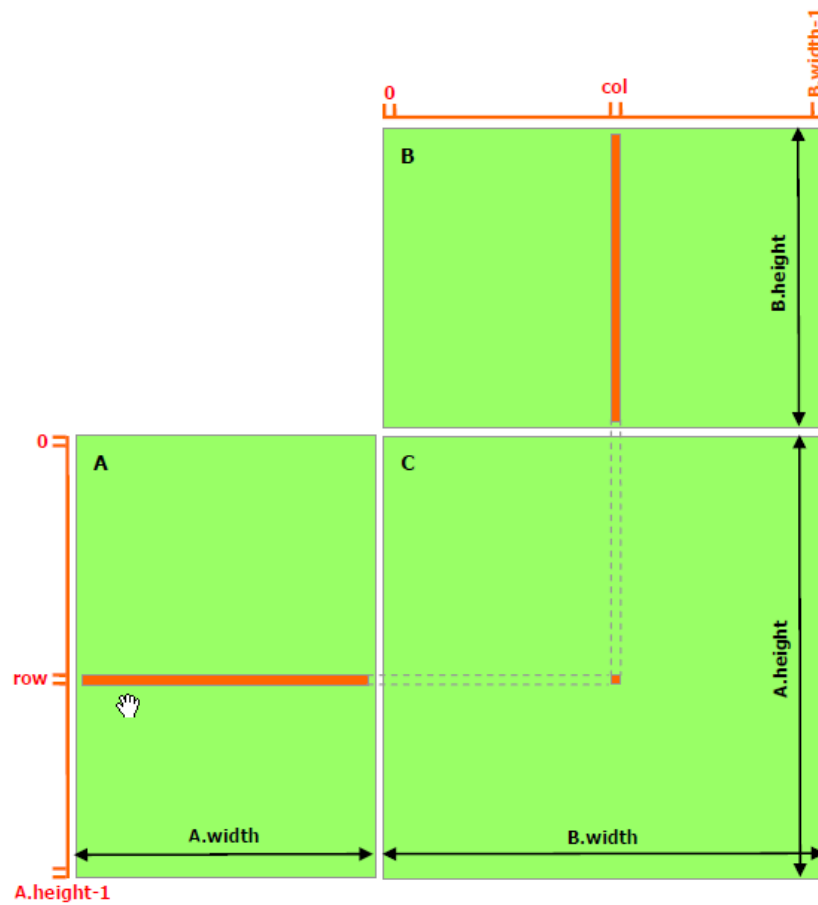 B.width-1
0
col
B
B.height
0
A
C
row
A.height
A.width
B.width
A.height-1